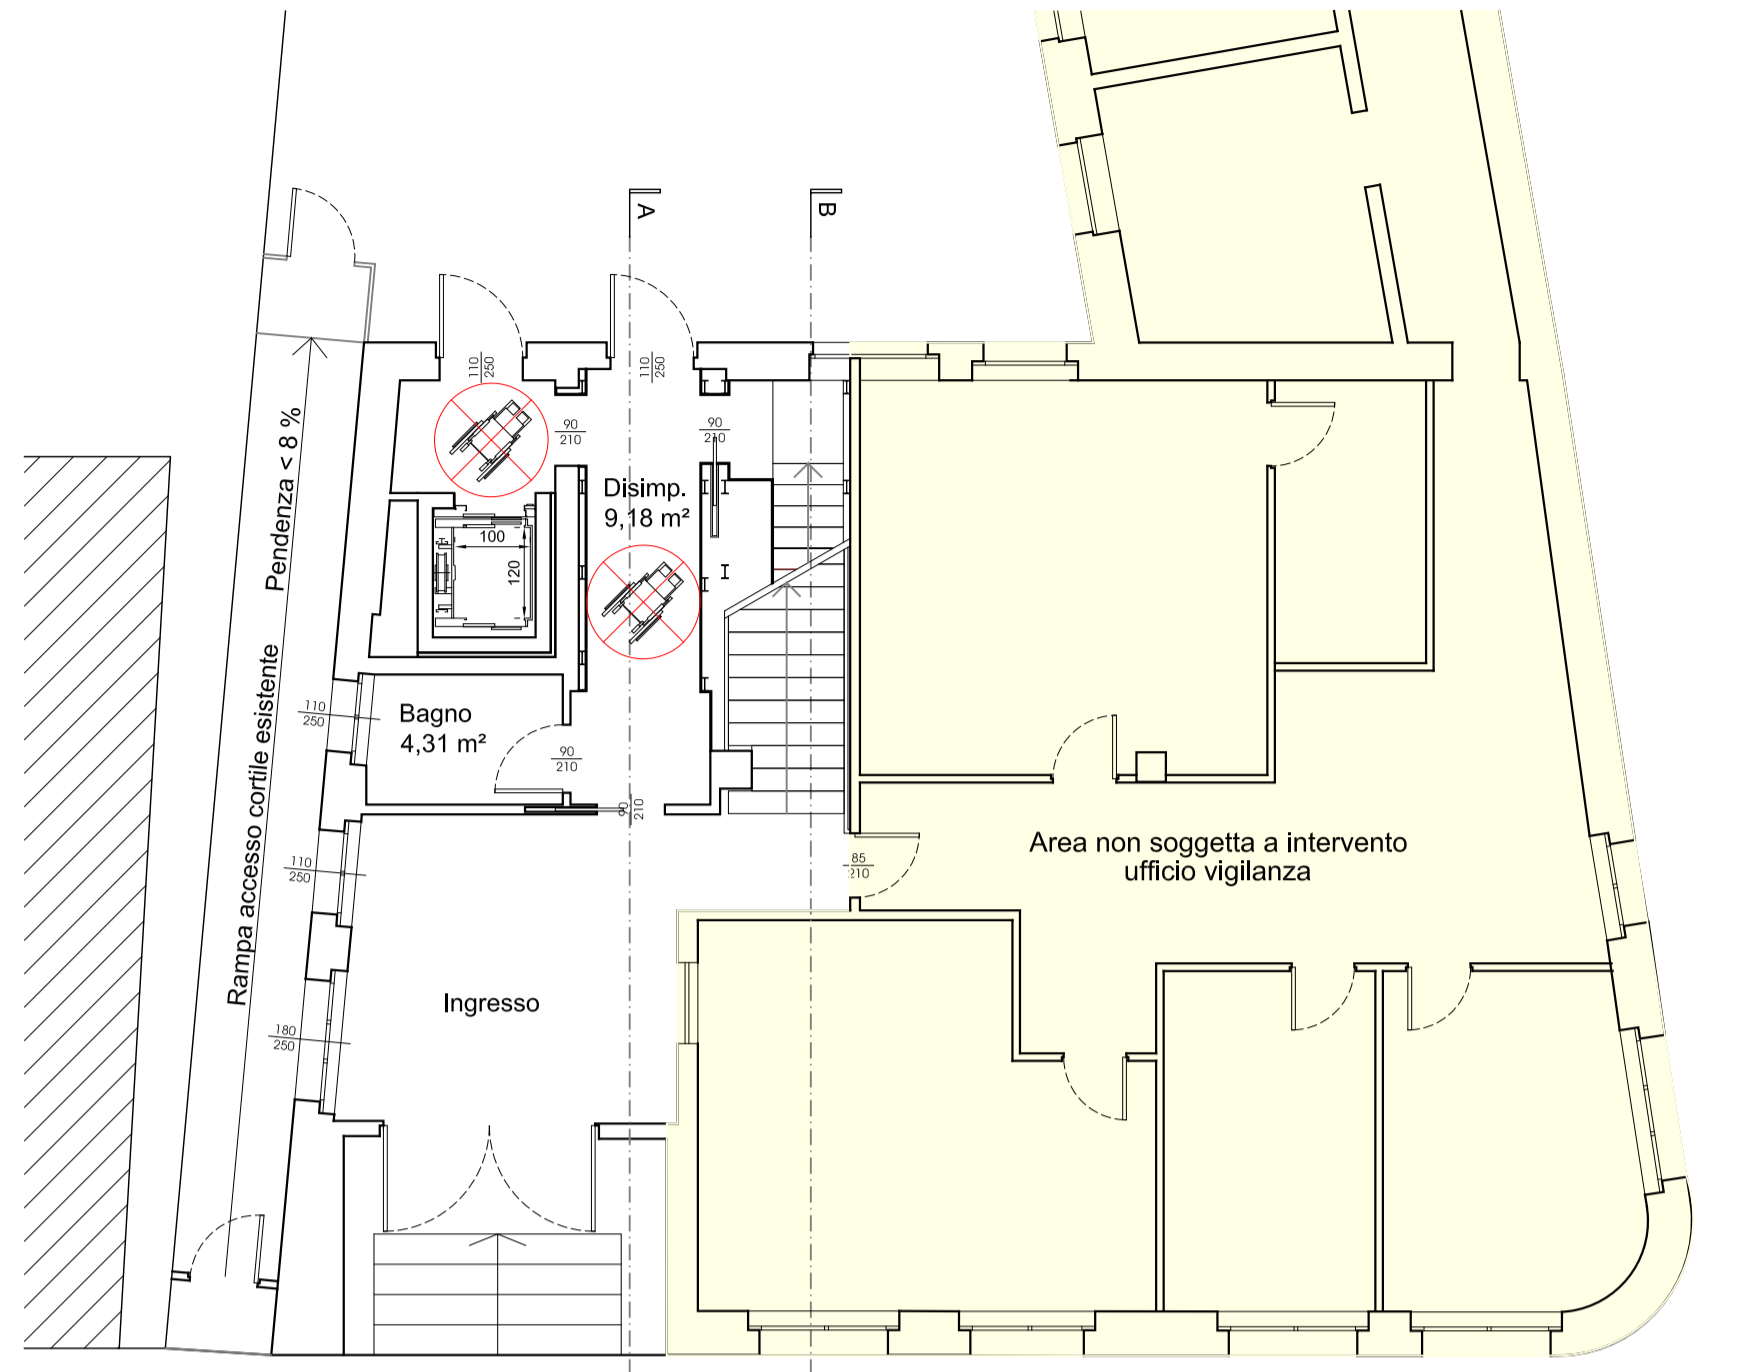 A
B
110
250
110
250
90
210
90
210
Pendenza < 8 %
Rampa accesso cortile esistente
Disimp.
9,18 m²
100
120
110
250
Bagno
4,31 m²
90
210
90
210
110
250
85
210
Area non soggetta a intervento
ufficio vigilanza
Ingresso
180
250